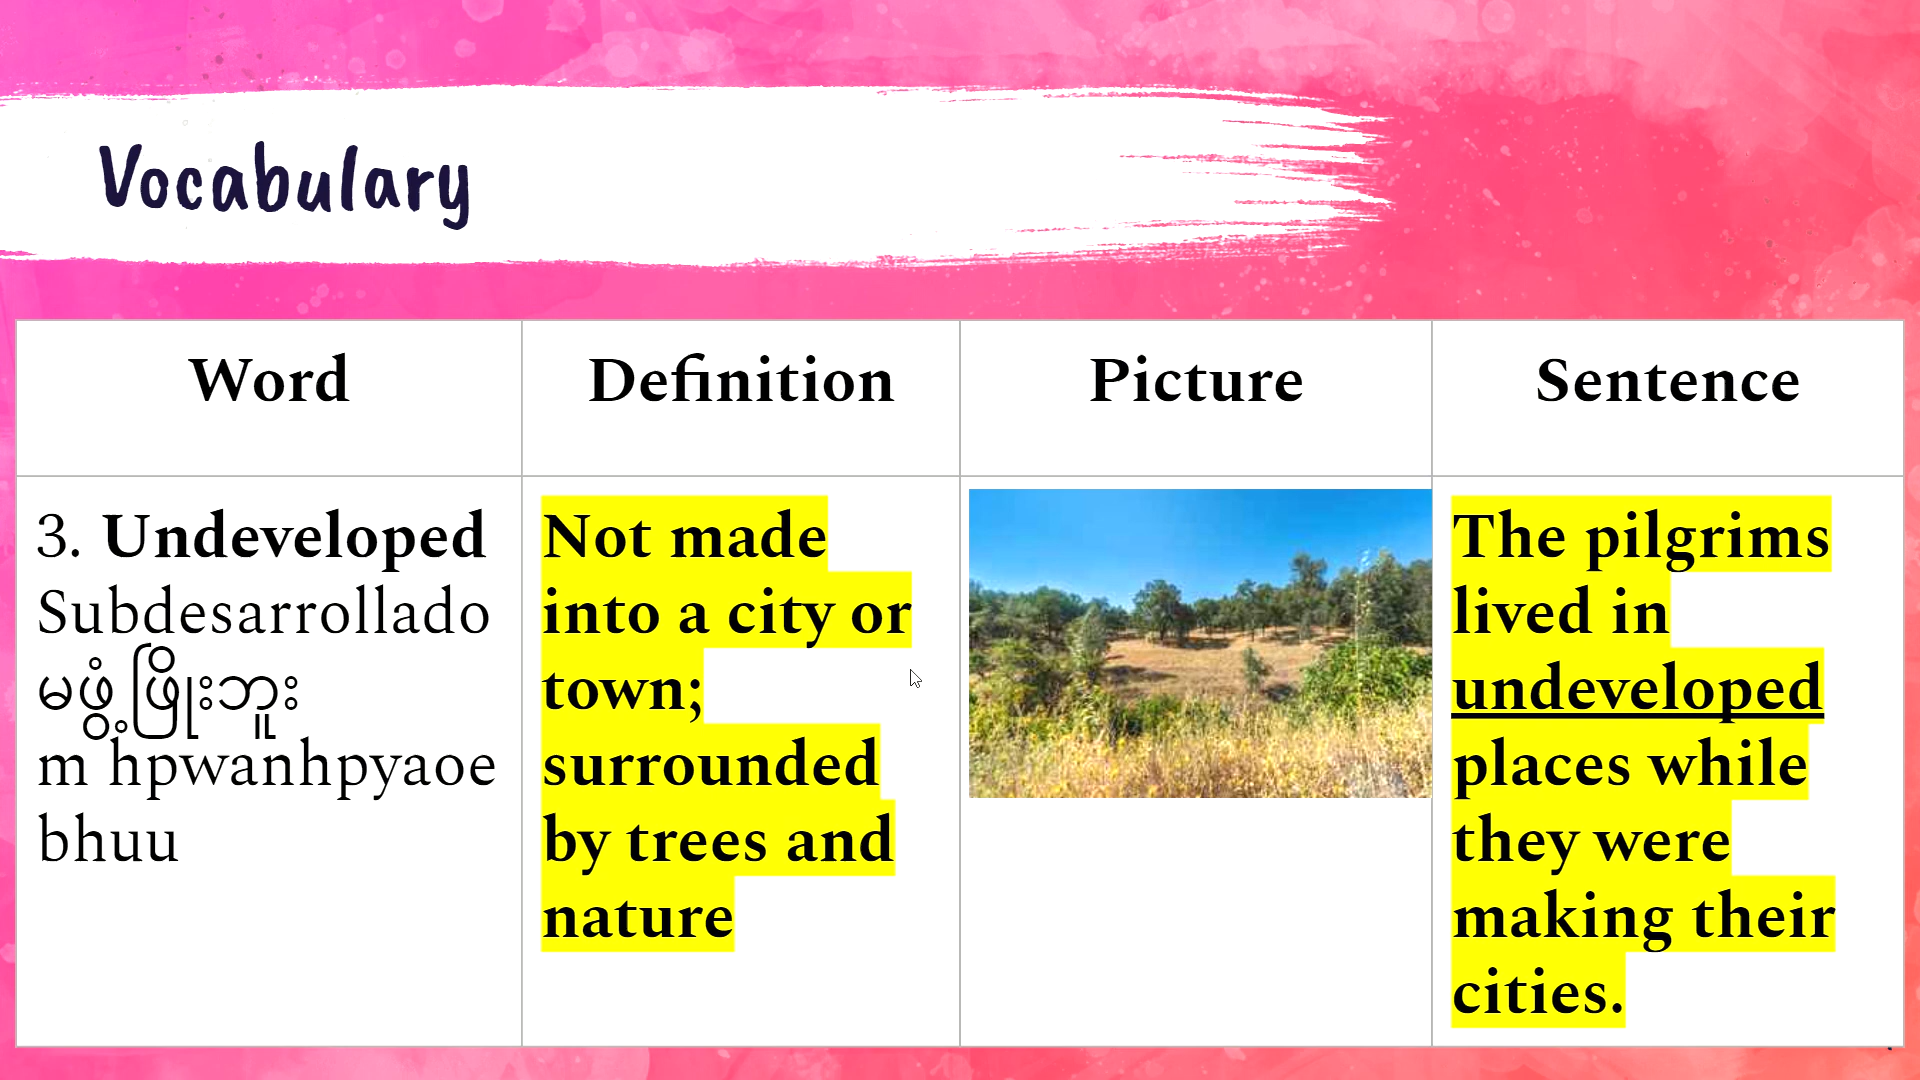 Vocabulary
Word
Definition
Picture
Sentence
3. Undeveloped
Subdesarrollado
မဖွံ့ဖြိုးဘူး
m hpwanhpyaoe
bhuu
Not made
into a city or
town;
surrounded
by trees and
nature
The pilgrims
lived in
undeveloped
places while
they were
making their
cities.